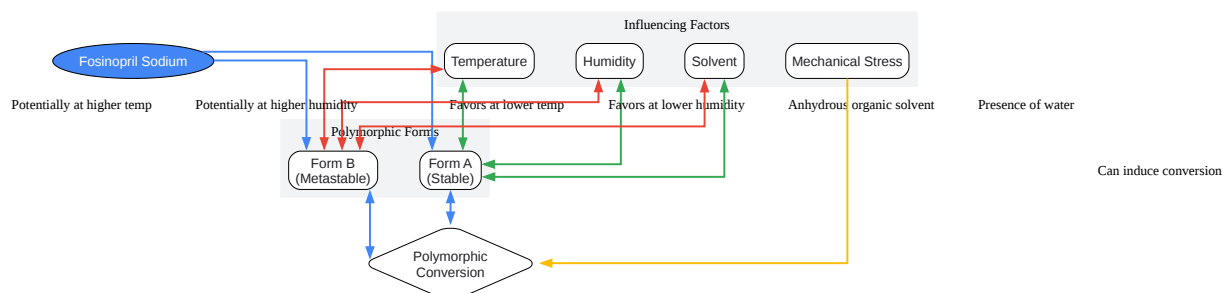 Influencing Factors
Fosinopril Sodium
Temperature
Humidity
Solvent
Mechanical Stress
Potentially at higher temp
Potentially at higher humidity
Favors at lower temp
Favors at lower humidity
Anhydrous organic solvent
Presence of water
Polymorphic Forms
Form B
(Metastable)
Form A
(Stable)
Can induce conversion
Polymorphic
Conversion